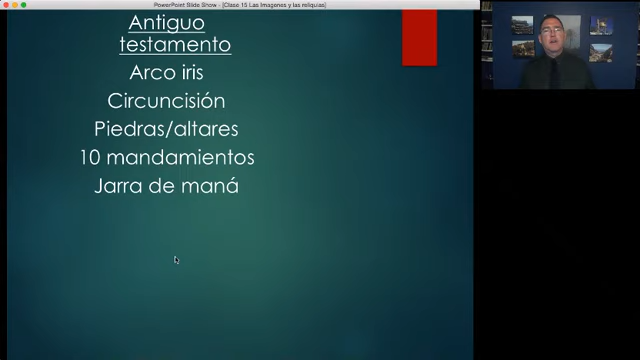 PowerPoint Slide Show - [Clase 15 Las Imagenes y las reliquias]
Antiguo
testamento
Arco iris
Circuncisión
Piedras/altares
10 mandamientos
Jarra de maná